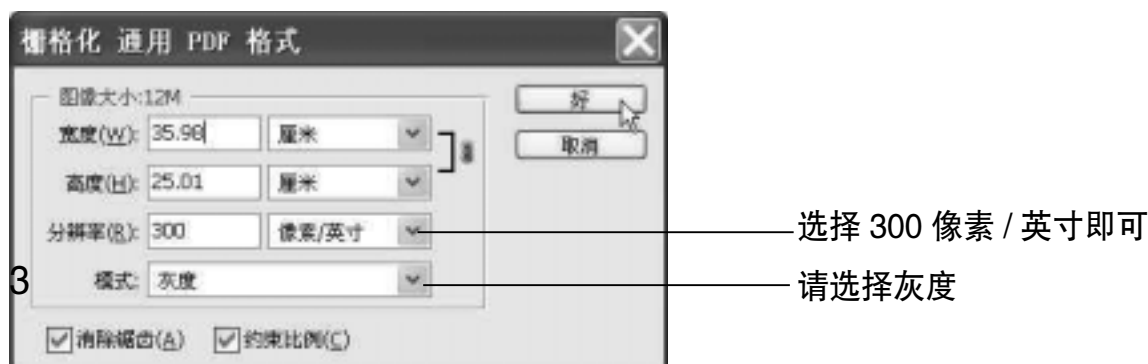 栅格化 通用 PDF 格式
图像大小:12M
好
宽度(W): 35.98 厘米
取消
高度(H): 25.01 厘米
分辨率(R): 300 像素/英寸
选择 300 像素 / 英寸即可
3
模式: 灰度
请选择灰度
消除锯齿(A) 约束比例(C)